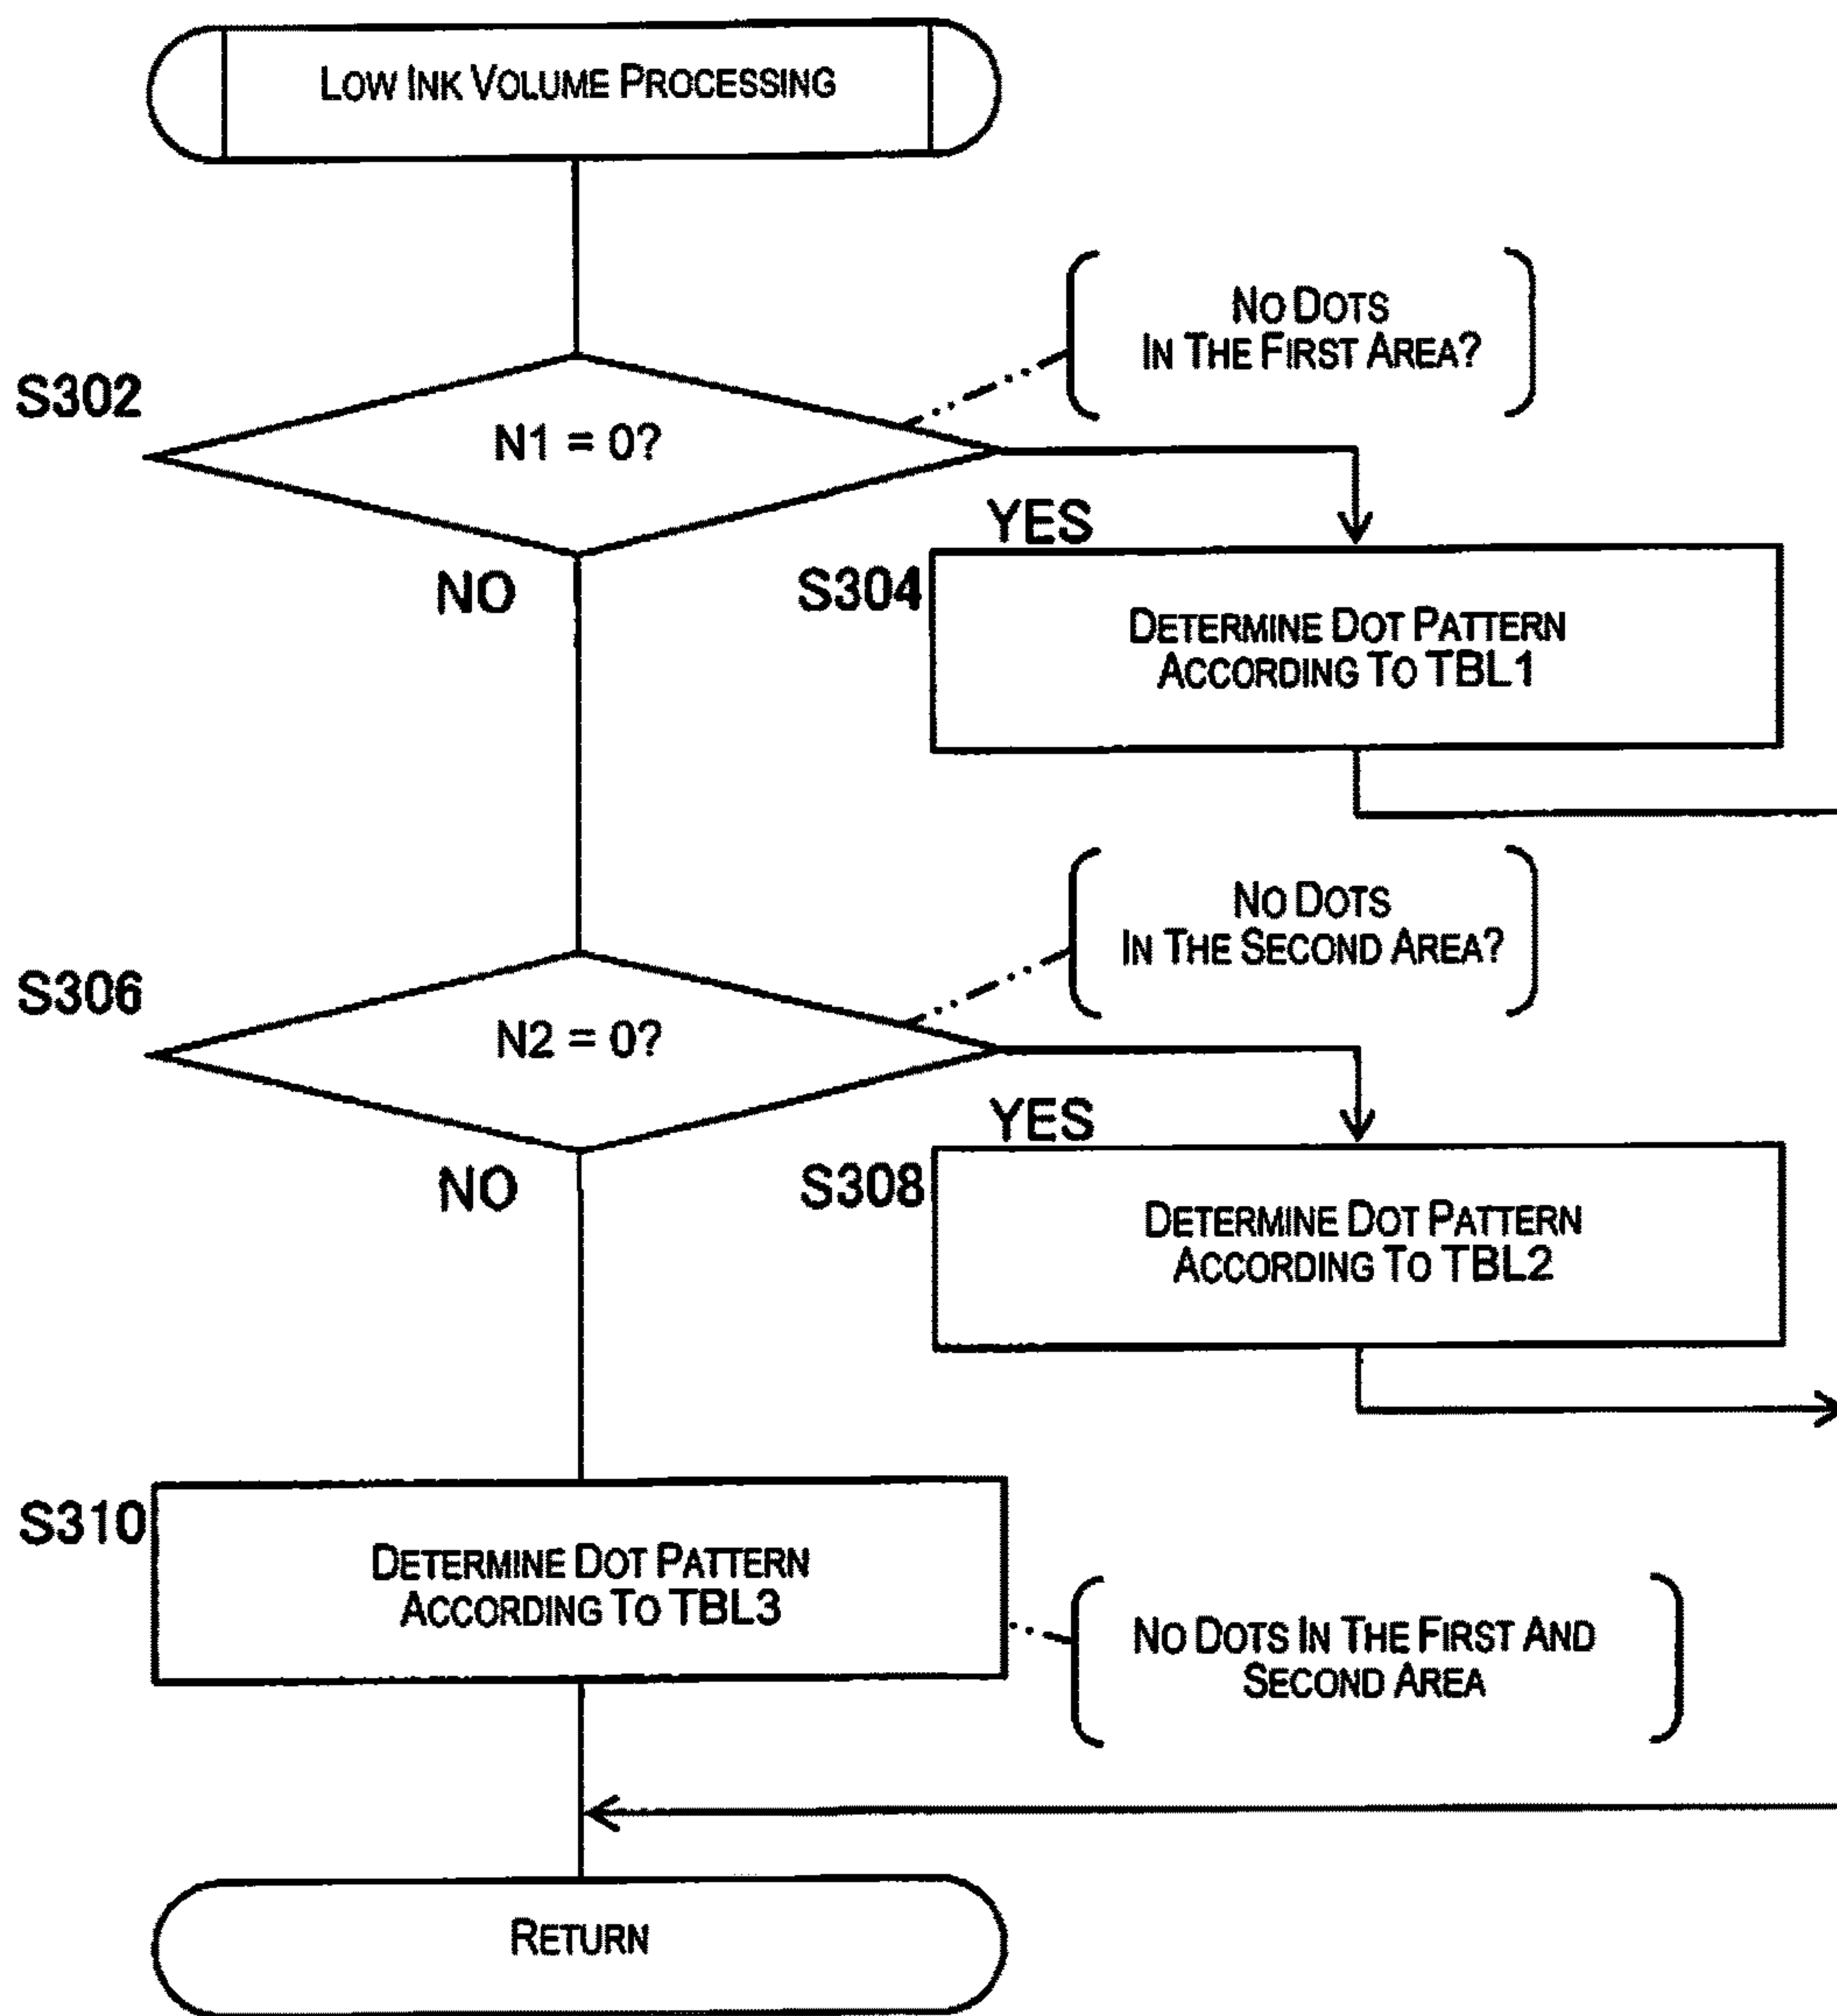 LOW INK VOLUME PROCESSING
NO DOTS
IN THE FIRST AREA?
S302
N1 = 0?
YES
NO
S304
DETERMINE DOT PATTERN
ACCORDING TO TBL1
NO DOTS
IN THE SECOND AREA?
S306
N2 = 0?
YES
NO
S308
DETERMINE DOT PATTERN
ACCORDING TO TBL2
S310
DETERMINE DOT PATTERN
ACCORDING TO TBL3
NO DOTS IN THE FIRST AND
SECOND AREA
RETURN